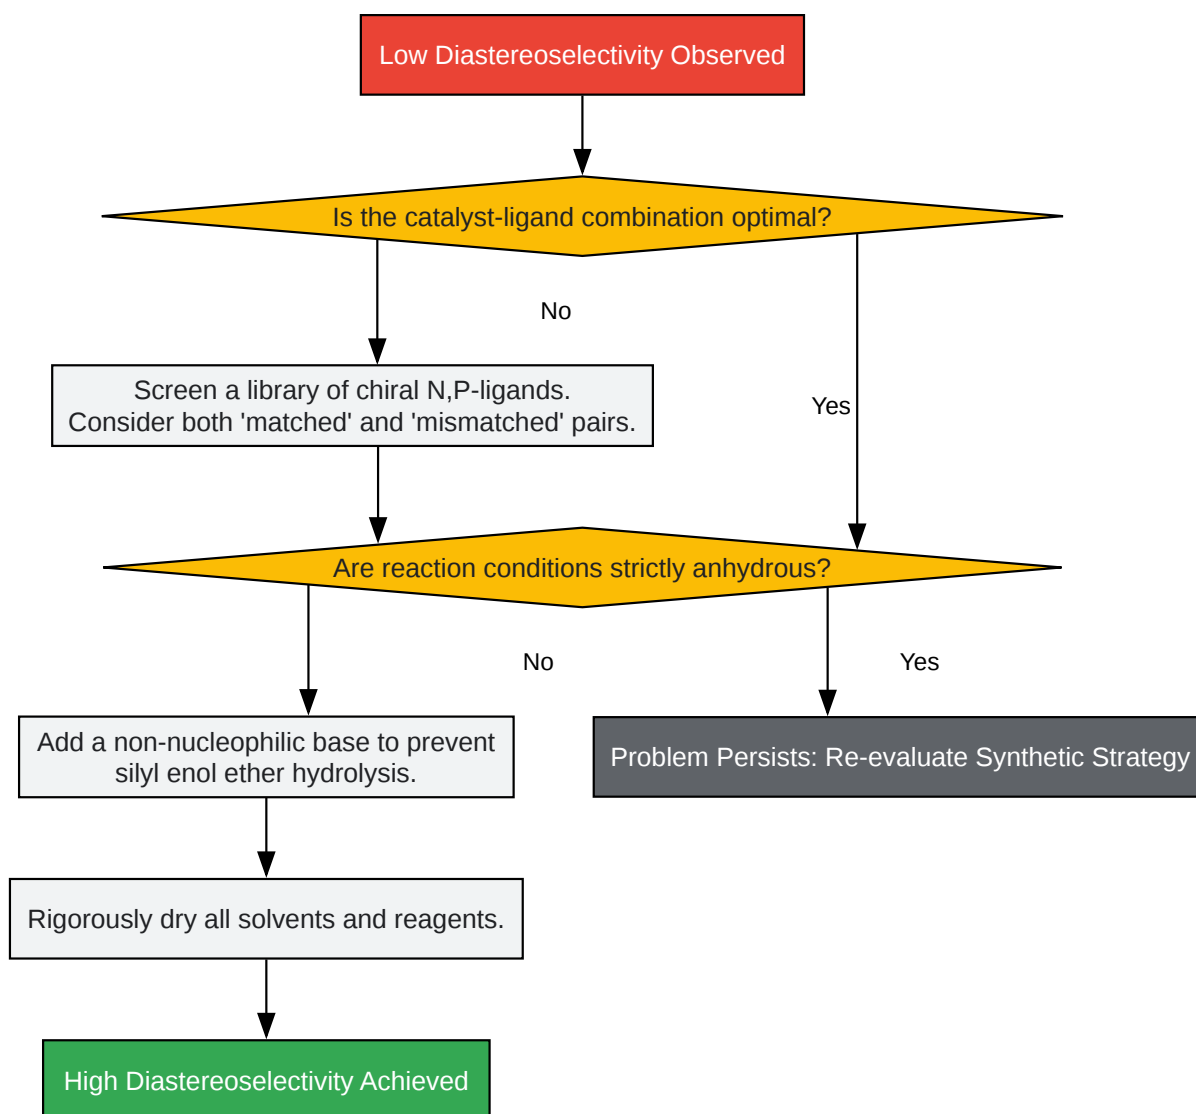 Low Diastereoselectivity Observed
Is the catalyst-ligand combination optimal?
No
Screen a library of chiral N,P-ligands.
Consider both 'matched' and 'mismatched' pairs.
Yes
Are reaction conditions strictly anhydrous?
No
Yes
Add a non-nucleophilic base to prevent
silyl enol ether hydrolysis.
Problem Persists: Re-evaluate Synthetic Strategy
Rigorously dry all solvents and reagents.
High Diastereoselectivity Achieved